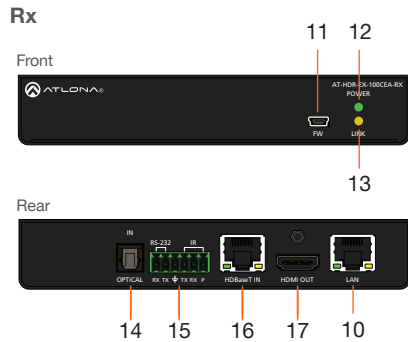 Rx
Front
11
12
ATLONA®
AT-HDR-EX-100CEA-RX
POWER
FW
LINK
13
Rear
IN
RS-232
IR
OPTICAL
RX TX TX RX P
HDBaseT IN
HDMI OUT
LAN
14
15
16
17
10